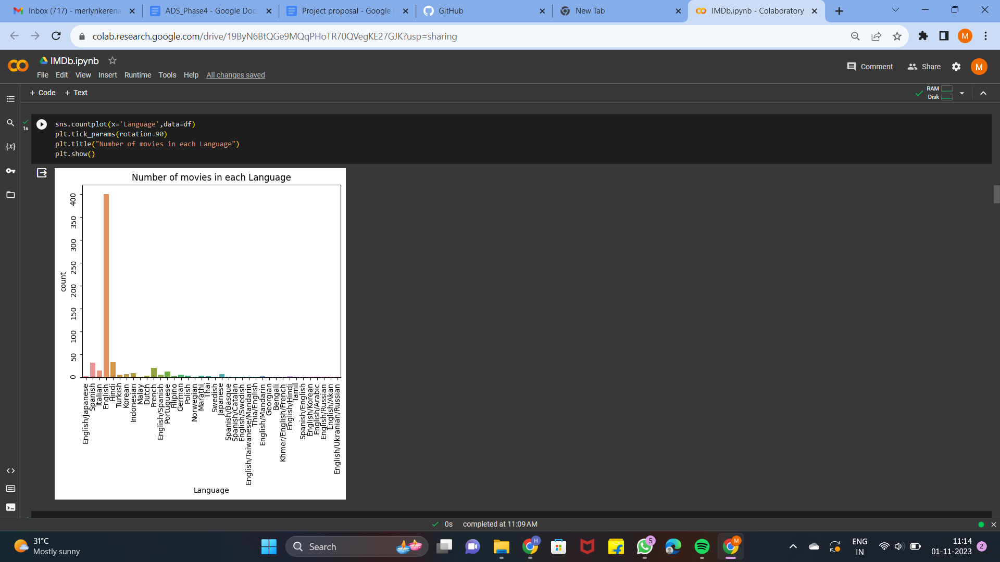 Inbox (717) - merlynkerena
ADS_Phase4 - Google Docs
Project proposal - Google
GitHub
New Tab
IMDb.ipynb - Colaboratory
colab.research.google.com/drive/19ByN6BtQGe9MQqPHoTR70QVegKE27GJK?usp=sharing
M
IMDb.ipynb
File Edit View Insert Runtime Tools Help All changes saved
Comment Share M
+ Code + Text
RAM
Disk
{x}
1s
sns.countplot(x='Language',data=df)
plt.tick_params(rotation=90)
plt.title("Number of movies in each Language")
plt.show()
Number of movies in each Language
count
400
350
300
250
200
150
100
50
0
English/Japanese
Spanish
Italian
English
Hindi
Turkish
Korean
Indonesian
Malay
Dutch
French
English/Spanish
Portuguese
Filipino
German
Polish
Norwegian
Marathi
Thai
Swedish
Japanese
Spanish/Basque
Spanish/Catalan
English/Swedish
English/Taiwanese/Mandarin
Thia/English
English/Mandarin
Georgian
Bengali
Khmer/English/French
English/Hindi
Tamil
Spanish/English
English/Korean
English/Arabic
English/Russian
English/Akan
English/Ukranian/Russian
Language
0s completed at 11:09 AM
31°C
Mostly sunny
Search
H
5
M
ENG
IN
11:14
01-11-2023
2